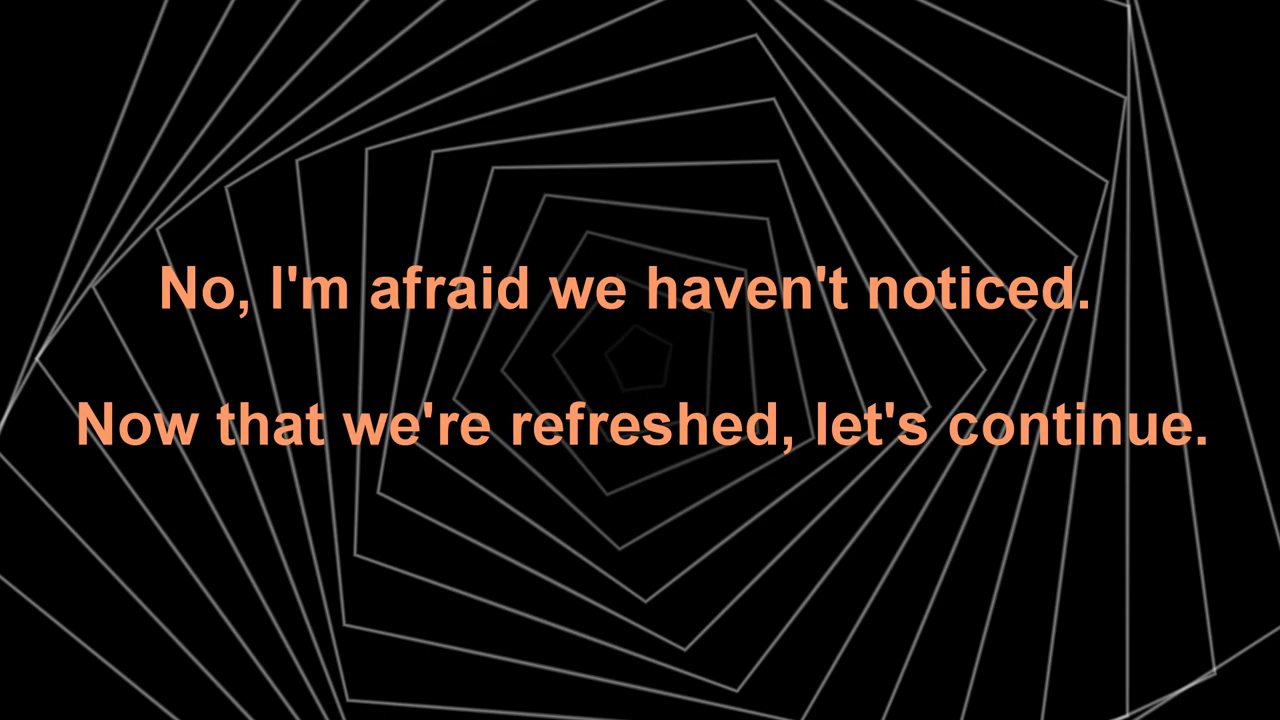 No, I'm afraid we haven't noticed.
Now that we're refreshed, let's continue.